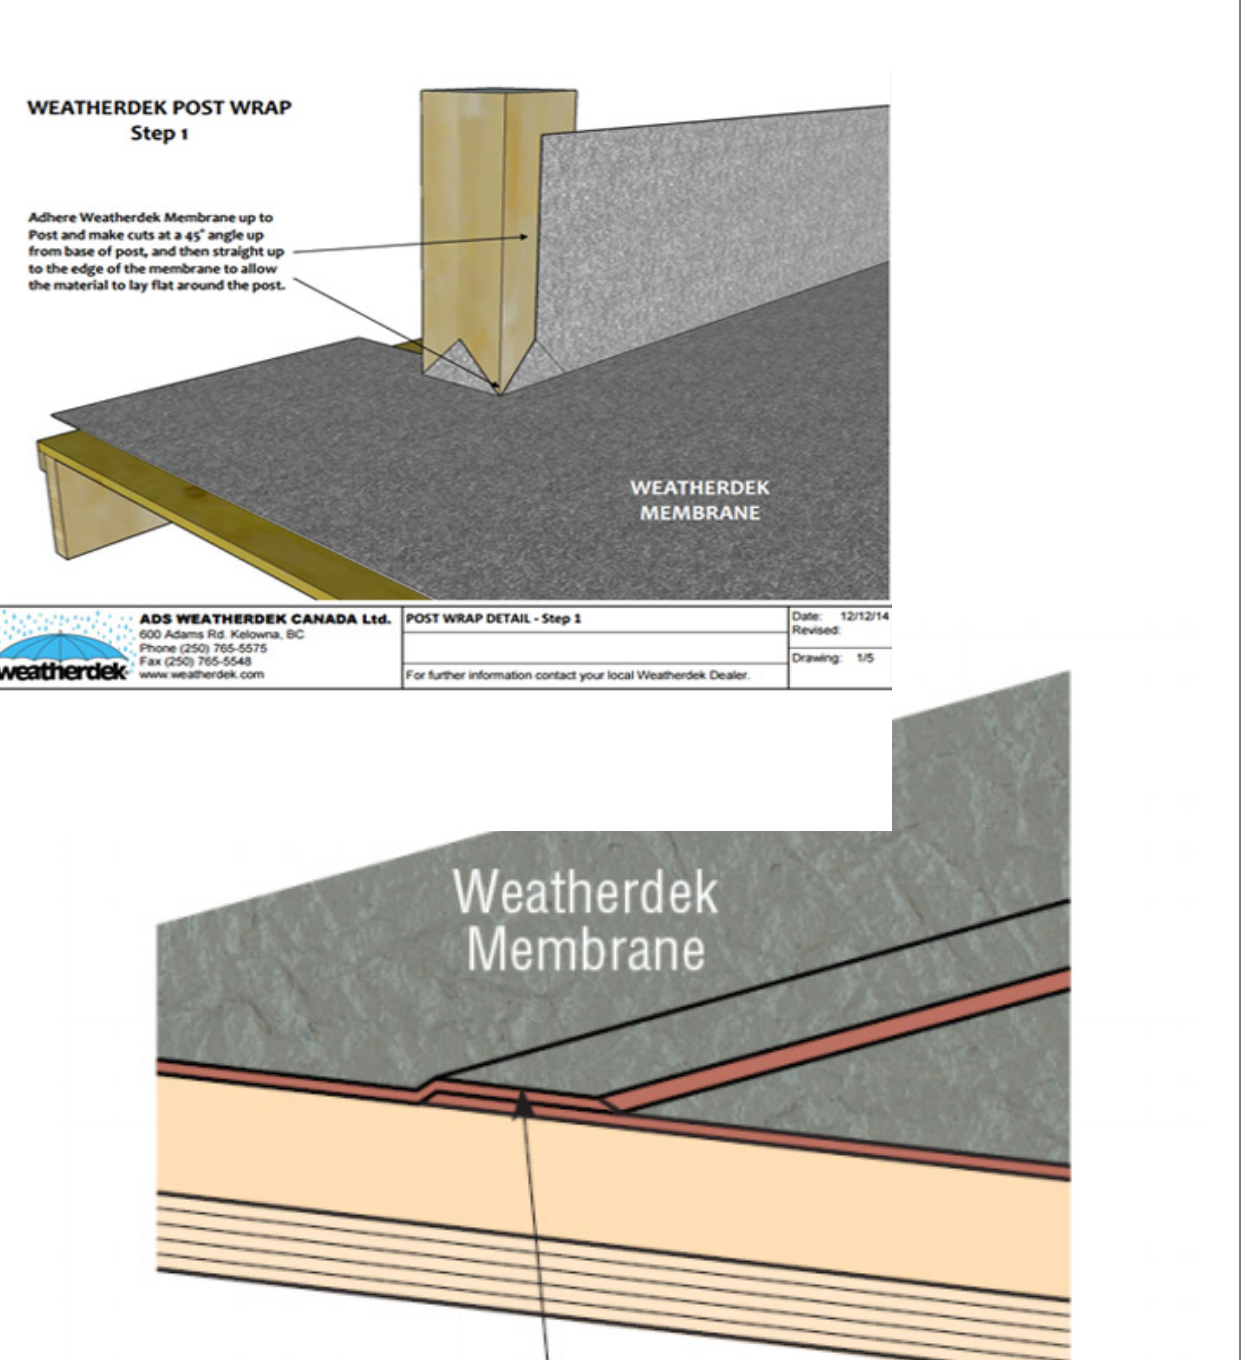 WEATHERDEK POST WRAP
Step 1
Adhere Weatherdek Membrane up to
Post and make cuts at a 45° angle up
from base of post, and then straight up
to the edge of the membrane to allow
the material to lay flat around the post.
WEATHERDEK
MEMBRANE
weatherdek
ADS WEATHERDEK CANADA Ltd.
600 Adams Rd. Kelowna, BC
Phone (250) 765-5575
Fax (250) 765-5548
www.weatherdek.com
POST WRAP DETAIL - Step 1
For further information contact your local Weatherdek Dealer.
Date: 12/12/14
Revised:
Drawing: 1/5
Weatherdek
Membrane